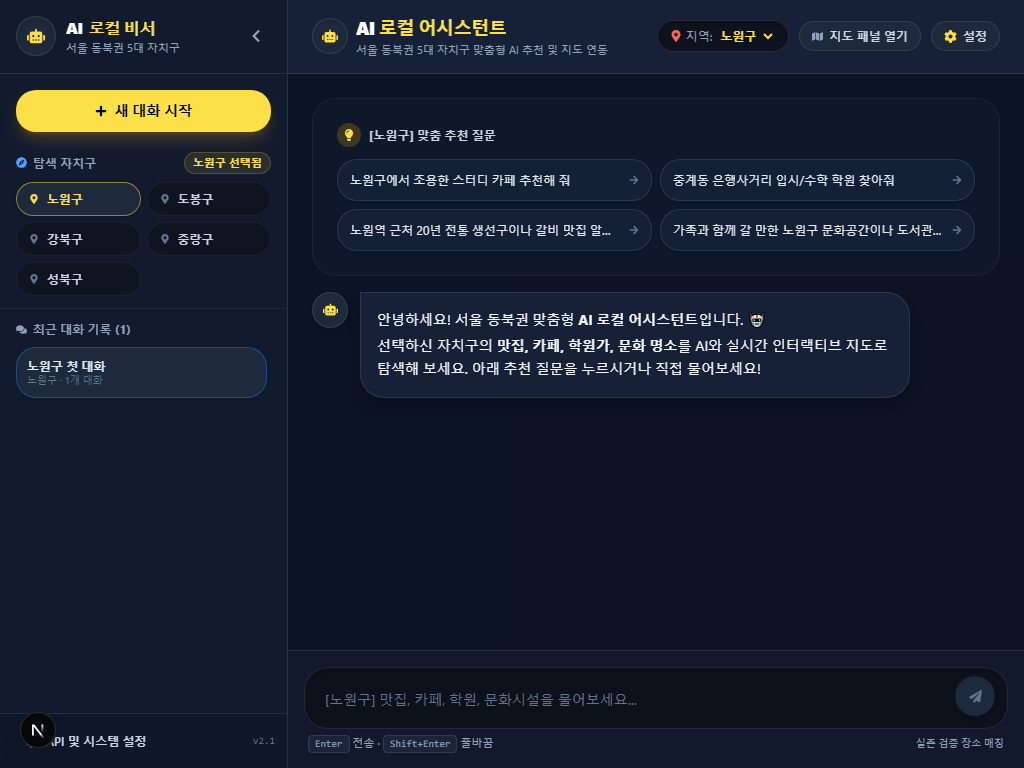 AI 로컬 비서
서울 동북권 5대 자치구
새 대화 시작
탐색 자치구
노원구 선택됨
노원구
도봉구
강북구
중랑구
성북구
최근 대화 기록 (1)
노원구 첫 대화
노원구 · 1개 대화
API 및 시스템 설정
v2.1
AI 로컬 어시스턴트
서울 동북권 5대 자치구 맞춤형 AI 추천 및 지도 연동
지역: 노원구
지도 패널 열기
설정
[노원구] 맞춤 추천 질문
노원구에서 조용한 스터디 카페 추천해 줘
중계동 은행사거리 입시/수학 학원 찾아줘
노원역 근처 20년 전통 생선구이나 갈비 맛집 알...
가족과 함께 갈 만한 노원구 문화공간이나 도서관...
안녕하세요! 서울 동북권 맞춤형 AI 로컬 어시스턴트입니다.
선택하신 자치구의 맛집, 카페, 학원가, 문화 명소를 AI와 실시간 인터랙티브 지도로
탐색해 보세요. 아래 추천 질문을 누르시거나 직접 물어보세요!
[노원구] 맛집, 카페, 학원, 문화시설을 물어보세요...
Enter 전송 · Shift+Enter 줄바꿈
실존 검증 장소 매칭
N